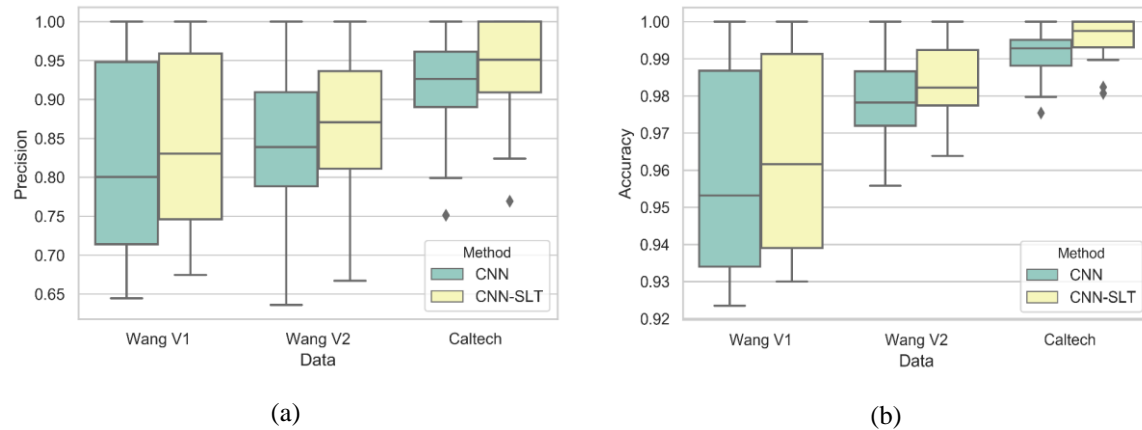 1.00
0.95
0.90
0.85
0.80
0.75
0.70
0.65
Precision
Wang V1
Wang V2
Caltech
Data
Method
CNN
CNN-SLT
(a)
1.00
0.99
0.98
0.97
0.96
0.95
0.94
0.93
0.92
Accuracy
Wang V1
Wang V2
Caltech
Data
Method
CNN
CNN-SLT
(b)